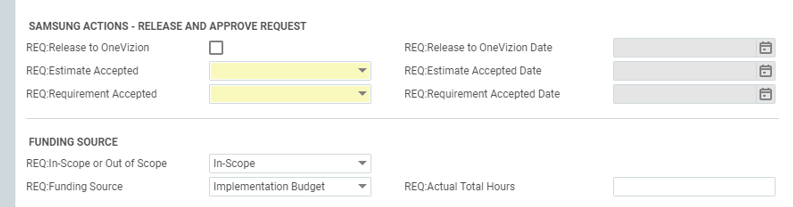 SAMSUNG ACTIONS - RELEASE AND APPROVE REQUEST
REQ:Release to OneVizion REQ:Release to OneVizion Date
REQ:Estimate Accepted REQ:Estimate Accepted Date
REQ:Requirement Accepted REQ:Requirement Accepted Date
FUNDING SOURCE
REQ:In-Scope or Out of Scope In-Scope
REQ:Funding Source Implementation Budget REQ:Actual Total Hours